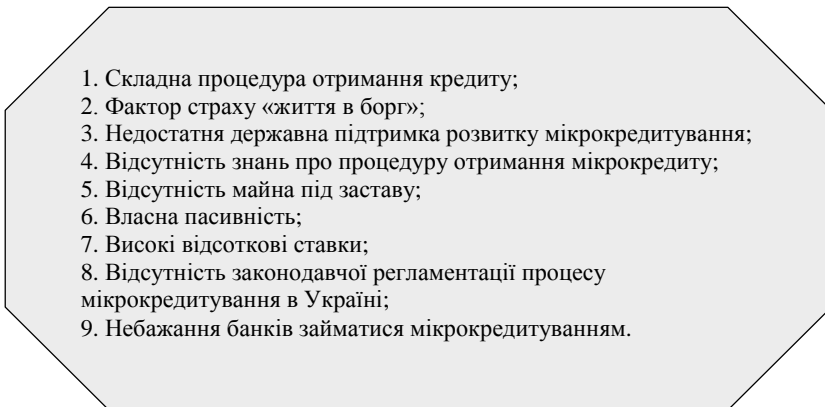 1. Складна процедура отримання кредиту;
2. Фактор страху «життя в борг»;
3. Недостатня державна підтримка розвитку мікрокредитування;
4. Відсутність знань про процедуру отримання мікрокредиту;
5. Відсутність майна під заставу;
6. Власна пасивність;
7. Високі відсоткові ставки;
8. Відсутність законодавчої регламентації процесу
мікрокредитування в Україні;
9. Небажання банків займатися мікрокредитуванням.